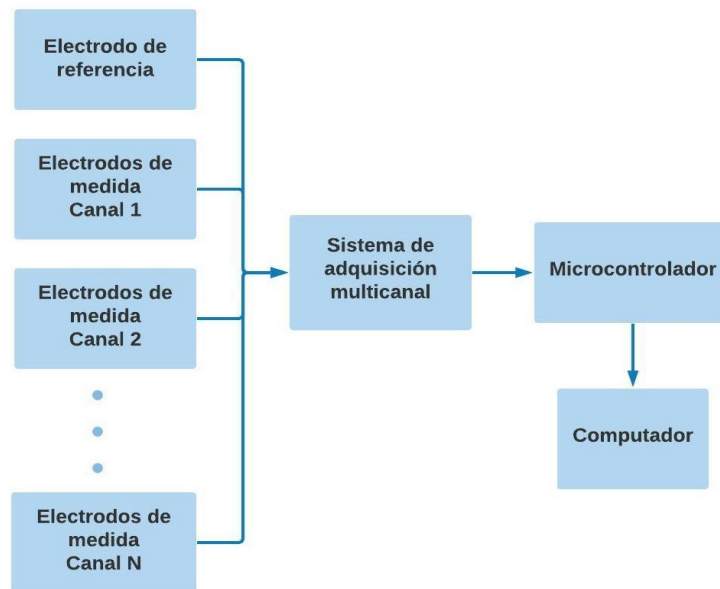 Electrodo de
referencia
Electrodos de
medida
Canal 1
Electrodos de
medida
Canal 2
Electrodos de
medida
Canal N
Sistema de
adquisición
multicanal
Microcontrolador
Computador